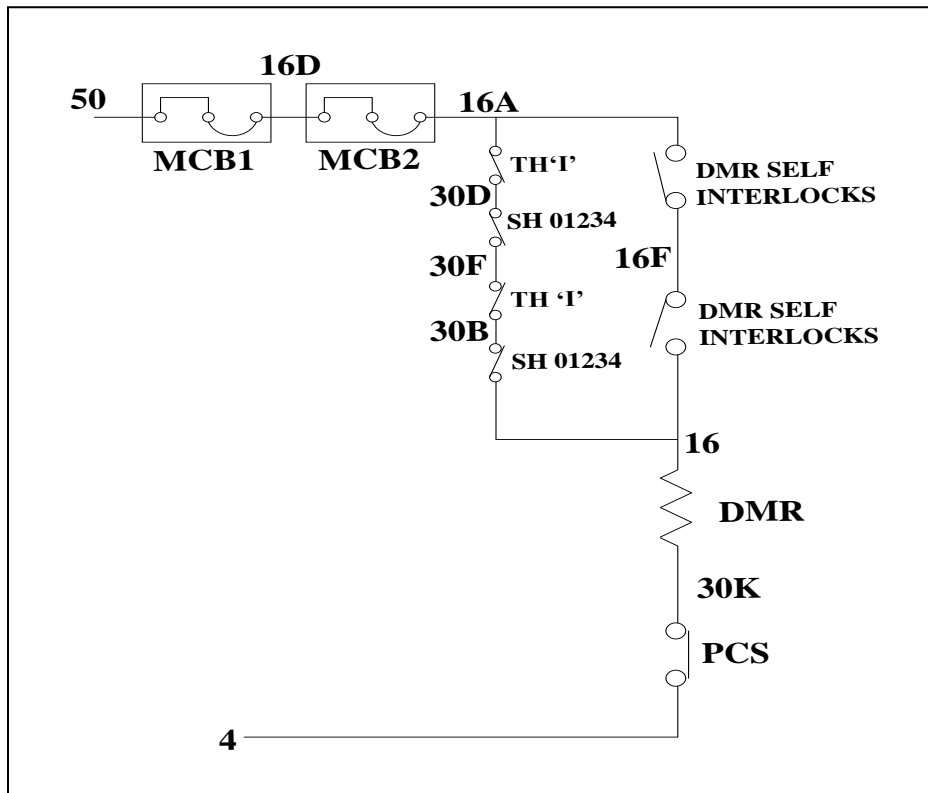 16D
50
16A
MCB1
MCB2
TH‘I’
DMR SELF
INTERLOCKS
30D
SH 01234
16F
30F
TH ‘I’
DMR SELF
INTERLOCKS
30B
SH 01234
16
DMR
30K
PCS
4